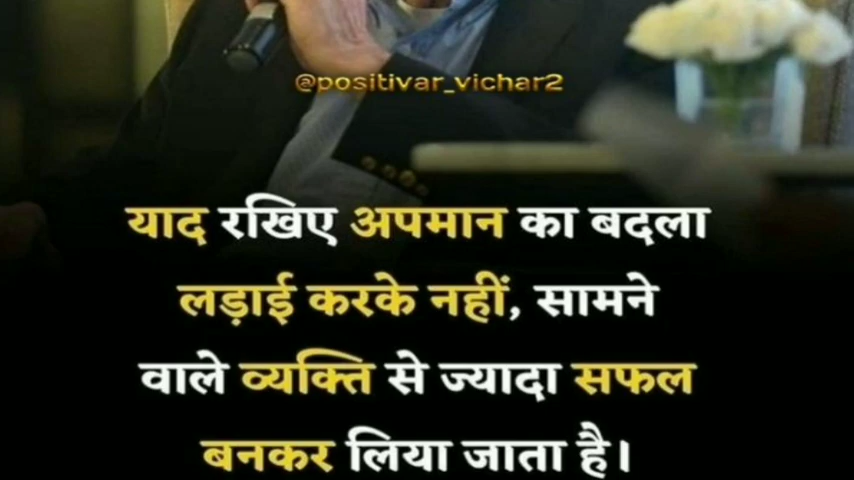 @positivar_vichar2
याद रखिए अपमान का बदला
लड़ाई करके नहीं, सामने
वाले व्यक्ति से ज्यादा सफल
बनकर लिया जाता है।